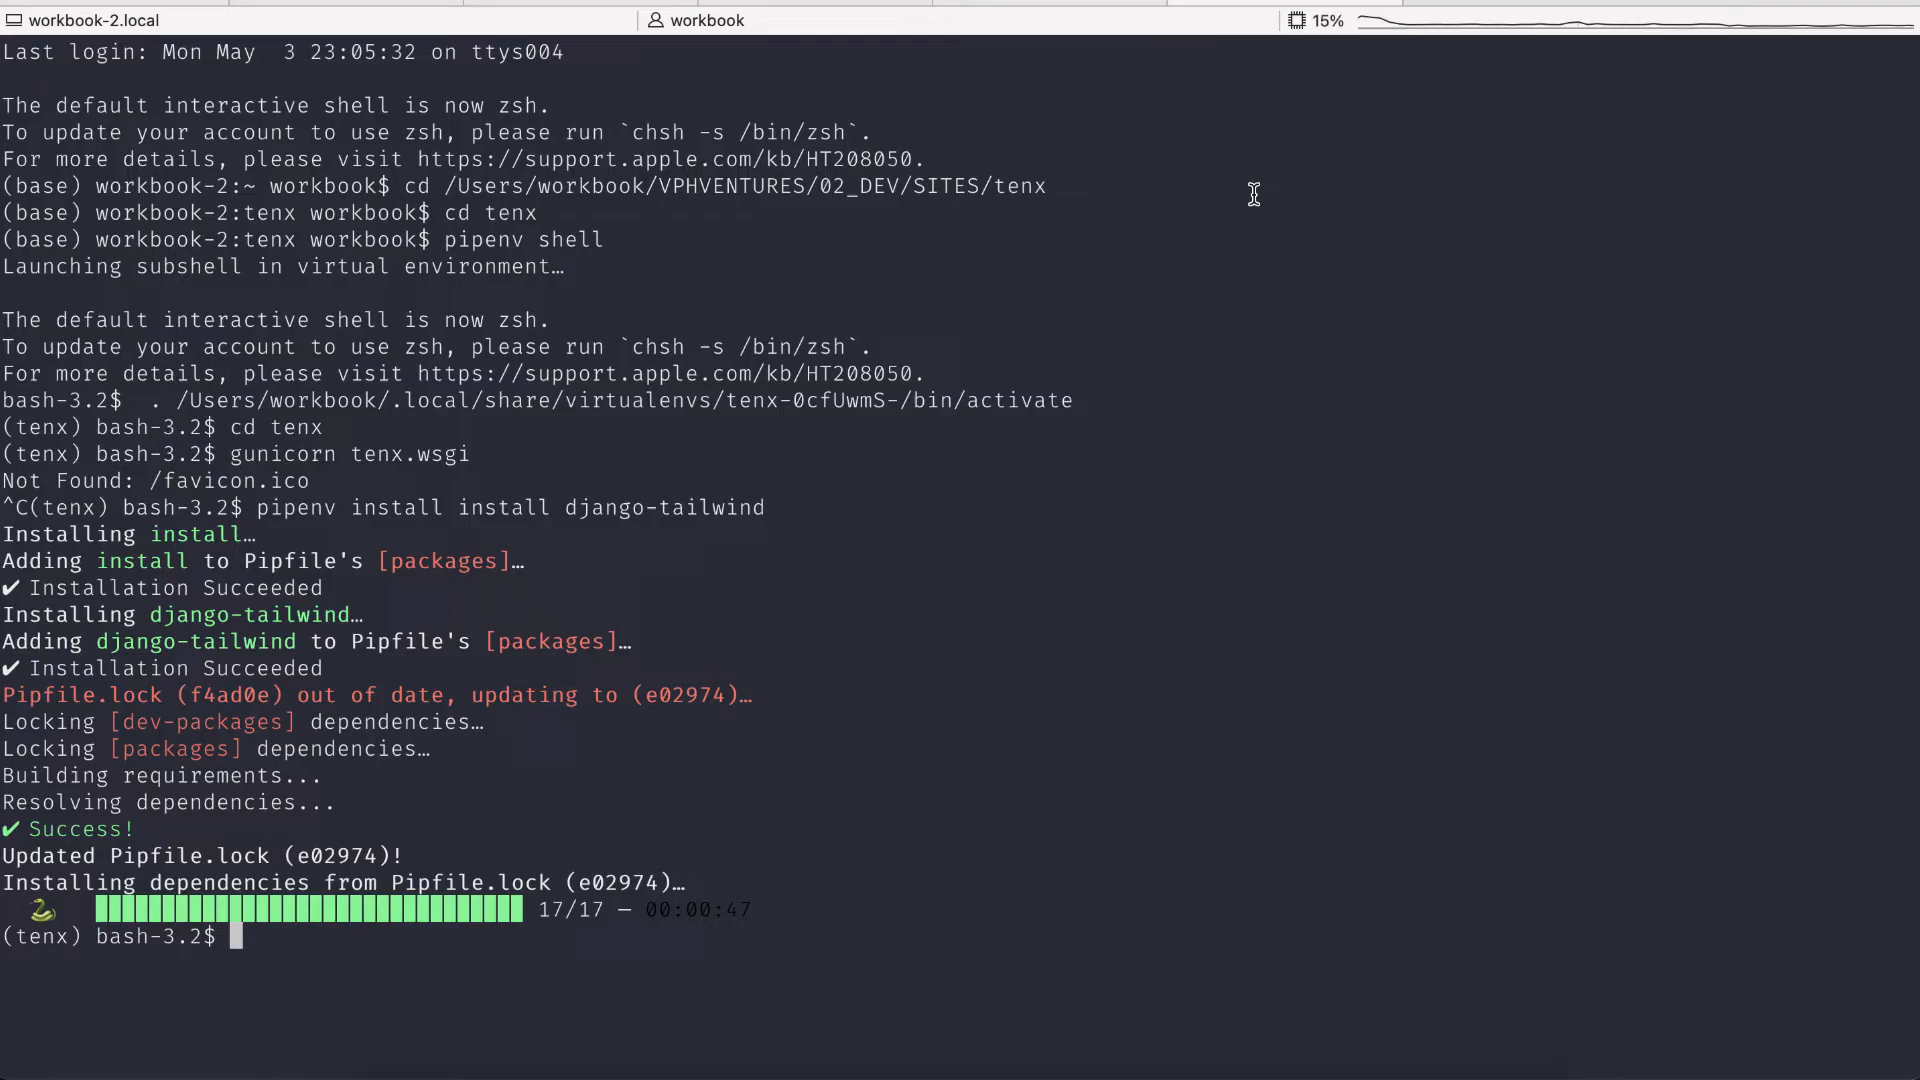 workbook-2.local workbook 15%
Last login: Mon May  3 23:05:32 on ttys004
The default interactive shell is now zsh.
To update your account to use zsh, please run `chsh -s /bin/zsh`.
For more details, please visit https://support.apple.com/kb/HT208050.
(base) workbook-2:~ workbook$ cd /Users/workbook/VPHVENTURES/02_DEV/SITES/tenx
(base) workbook-2:tenx workbook$ cd tenx
(base) workbook-2:tenx workbook$ pipenv shell
Launching subshell in virtual environment…
The default interactive shell is now zsh.
To update your account to use zsh, please run `chsh -s /bin/zsh`.
For more details, please visit https://support.apple.com/kb/HT208050.
bash-3.2$  . /Users/workbook/.local/share/virtualenvs/tenx-0cfUwmS-/bin/activate
(tenx) bash-3.2$ cd tenx
(tenx) bash-3.2$ gunicorn tenx.wsgi
Not Found: /favicon.ico
^C(tenx) bash-3.2$ pipenv install install django-tailwind
Installing install…
Adding install to Pipfile's [packages]…
✔ Installation Succeeded
Installing django-tailwind…
Adding django-tailwind to Pipfile's [packages]…
✔ Installation Succeeded
Pipfile.lock (f4ad0e) out of date, updating to (e02974)…
Locking [dev-packages] dependencies…
Locking [packages] dependencies…
Building requirements...
Resolving dependencies...
✔ Success!
Updated Pipfile.lock (e02974)!
Installing dependencies from Pipfile.lock (e02974)…
17/17 — 00:00:47
(tenx) bash-3.2$